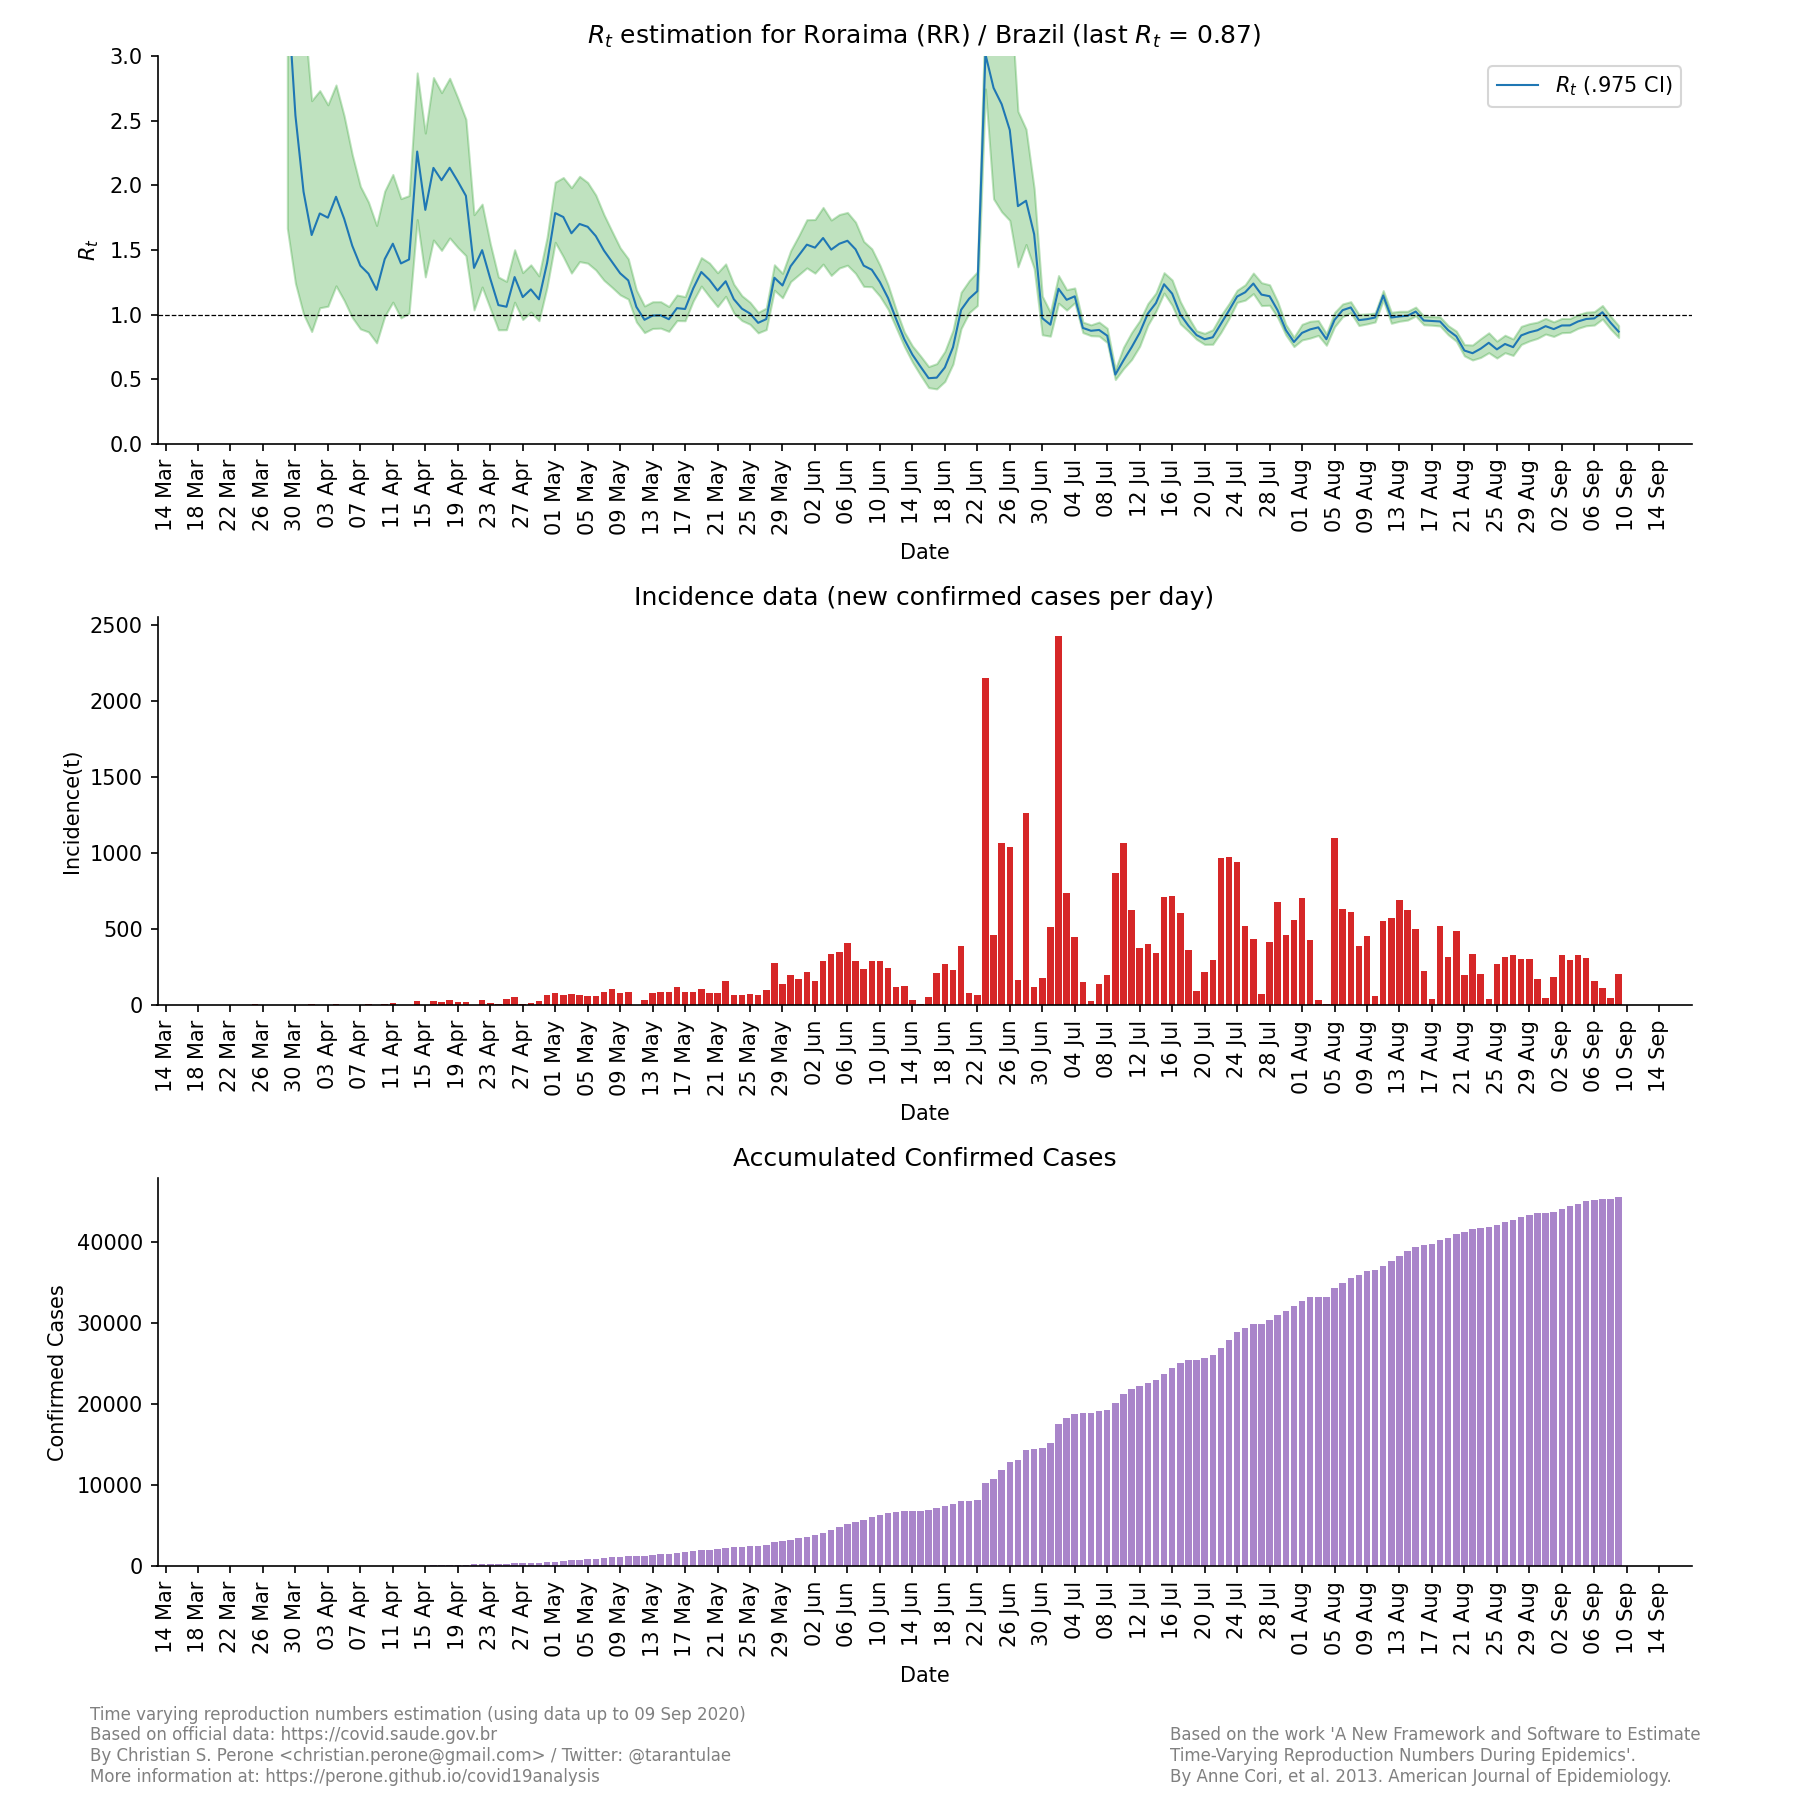 R_t estimation for Roraima (RR) / Brazil (last R_t = 0.87)
3.0
2.5
2.0
1.5
1.0
0.5
0.0
R_t
R_t (.975 CI)
14 Mar 18 Mar 22 Mar 26 Mar 30 Mar 03 Apr 07 Apr 11 Apr 15 Apr 19 Apr 23 Apr 27 Apr 01 May 05 May 09 May 13 May 17 May 21 May 25 May 29 May 02 Jun 06 Jun 10 Jun 14 Jun 18 Jun 22 Jun 26 Jun 30 Jun 04 Jul 08 Jul 12 Jul 16 Jul 20 Jul 24 Jul 28 Jul 01 Aug 05 Aug 09 Aug 13 Aug 17 Aug 21 Aug 25 Aug 29 Aug 02 Sep 06 Sep 10 Sep 14 Sep
Date
Incidence data (new confirmed cases per day)
2500
2000
1500
1000
500
0
Incidence(t)
14 Mar 18 Mar 22 Mar 26 Mar 30 Mar 03 Apr 07 Apr 11 Apr 15 Apr 19 Apr 23 Apr 27 Apr 01 May 05 May 09 May 13 May 17 May 21 May 25 May 29 May 02 Jun 06 Jun 10 Jun 14 Jun 18 Jun 22 Jun 26 Jun 30 Jun 04 Jul 08 Jul 12 Jul 16 Jul 20 Jul 24 Jul 28 Jul 01 Aug 05 Aug 09 Aug 13 Aug 17 Aug 21 Aug 25 Aug 29 Aug 02 Sep 06 Sep 10 Sep 14 Sep
Date
Accumulated Confirmed Cases
40000
30000
20000
10000
0
Confirmed Cases
14 Mar 18 Mar 22 Mar 26 Mar 30 Mar 03 Apr 07 Apr 11 Apr 15 Apr 19 Apr 23 Apr 27 Apr 01 May 05 May 09 May 13 May 17 May 21 May 25 May 29 May 02 Jun 06 Jun 10 Jun 14 Jun 18 Jun 22 Jun 26 Jun 30 Jun 04 Jul 08 Jul 12 Jul 16 Jul 20 Jul 24 Jul 28 Jul 01 Aug 05 Aug 09 Aug 13 Aug 17 Aug 21 Aug 25 Aug 29 Aug 02 Sep 06 Sep 10 Sep 14 Sep
Date
Time varying reproduction numbers estimation (using data up to 09 Sep 2020)
Based on official data: https://covid.saude.gov.br
By Christian S. Perone <christian.perone@gmail.com> / Twitter: @tarantulae
More information at: https://perone.github.io/covid19analysis
Based on the work 'A New Framework and Software to Estimate
Time-Varying Reproduction Numbers During Epidemics'.
By Anne Cori, et al. 2013. American Journal of Epidemiology.